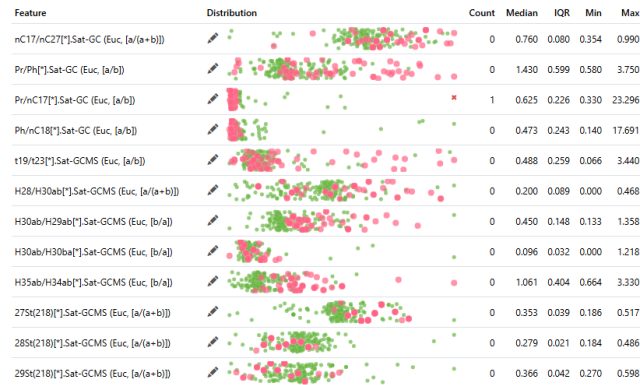 Feature Distribution Count Median IQR Min Max
nC17/nC27[*].Sat-GC (Euc, [a/(a+b)]) 0 0.760 0.080 0.354 0.990
Pr/Ph[*].Sat-GC (Euc, [a/b]) 0 1.430 0.599 0.580 3.750
Pr/nC17[*].Sat-GC (Euc, [a/b]) 1 0.625 0.226 0.330 23.296
Ph/nC18[*].Sat-GC (Euc, [a/b]) 0 0.473 0.243 0.140 17.691
t19/t23[*].Sat-GCMS (Euc, [a/b]) 0 0.488 0.259 0.066 3.440
H28/H30ab[*].Sat-GCMS (Euc, [a/(a+b)]) 0 0.200 0.089 0.000 0.468
H30ab/H29ab[*].Sat-GCMS (Euc, [b/a]) 0 0.450 0.148 0.133 1.358
H30ab/H30ba[*].Sat-GCMS (Euc, [b/a]) 0 0.096 0.032 0.000 1.218
H35ab/H34ab[*].Sat-GCMS (Euc, [b/a]) 0 1.061 0.404 0.664 3.330
27St(218)[*].Sat-GCMS (Euc, [a/(a+b)]) 0 0.353 0.039 0.186 0.517
28St(218)[*].Sat-GCMS (Euc, [a/(a+b)]) 0 0.279 0.021 0.184 0.486
29St(218)[*].Sat-GCMS (Euc, [a/(a+b)]) 0 0.366 0.042 0.270 0.596